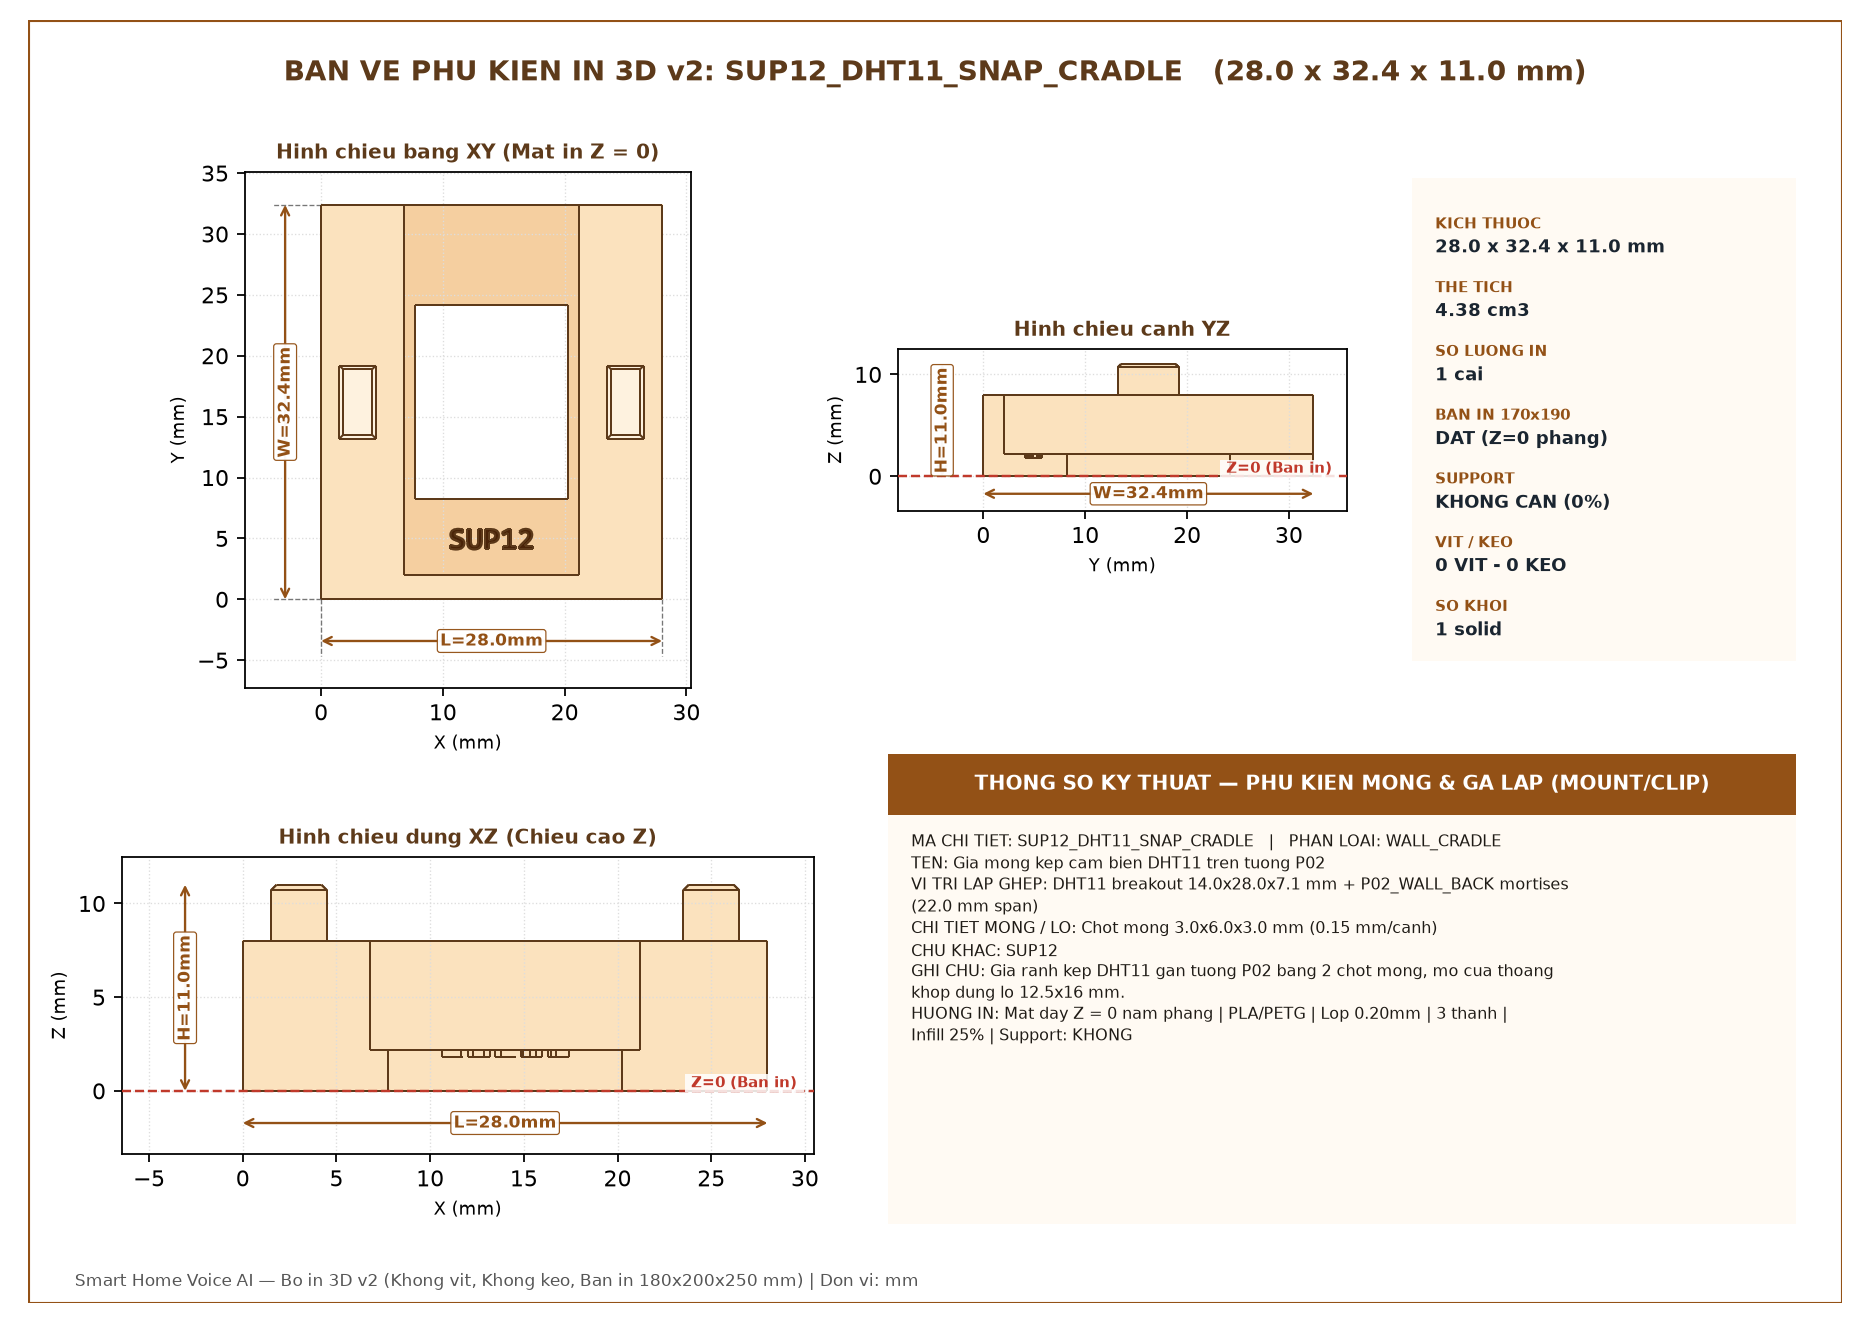 BAN VE PHU KIEN IN 3D v2: SUP12_DHT11_SNAP_CRADLE (28.0 x 32.4 x 11.0 mm)
Hinh chieu bang XY (Mat in Z = 0)
35
30
25
20
15
10
5
0
−5
Y (mm)
W=32.4mm
SUP12
L=28.0mm
0
10
20
30
X (mm)
Hinh chieu canh YZ
10
0
Z (mm)
H=11.0mm
Z=0 (Ban in)
W=32.4mm
0
10
20
30
Y (mm)
KICH THUOC
28.0 x 32.4 x 11.0 mm
THE TICH
4.38 cm3
SO LUONG IN
1 cai
BAN IN 170x190
DAT (Z=0 phang)
SUPPORT
KHONG CAN (0%)
VIT / KEO
0 VIT - 0 KEO
SO KHOI
1 solid
Hinh chieu dung XZ (Chieu cao Z)
10
5
0
Z (mm)
H=11.0mm
Z=0 (Ban in)
L=28.0mm
−5
0
5
10
15
20
25
30
X (mm)
THONG SO KY THUAT — PHU KIEN MONG & GA LAP (MOUNT/CLIP)
MA CHI TIET: SUP12_DHT11_SNAP_CRADLE | PHAN LOAI: WALL_CRADLE
TEN: Gia mong kep cam bien DHT11 tren tuong P02
VI TRI LAP GHEP: DHT11 breakout 14.0x28.0x7.1 mm + P02_WALL_BACK mortises
(22.0 mm span)
CHI TIET MONG / LO: Chot mong 3.0x6.0x3.0 mm (0.15 mm/canh)
CHU KHAC: SUP12
GHI CHU: Gia ranh kep DHT11 gan tuong P02 bang 2 chot mong, mo cua thoang
khop dung lo 12.5x16 mm.
HUONG IN: Mat day Z = 0 nam phang | PLA/PETG | Lop 0.20mm | 3 thanh |
Infill 25% | Support: KHONG
Smart Home Voice AI — Bo in 3D v2 (Khong vit, Khong keo, Ban in 180x200x250 mm) | Don vi: mm